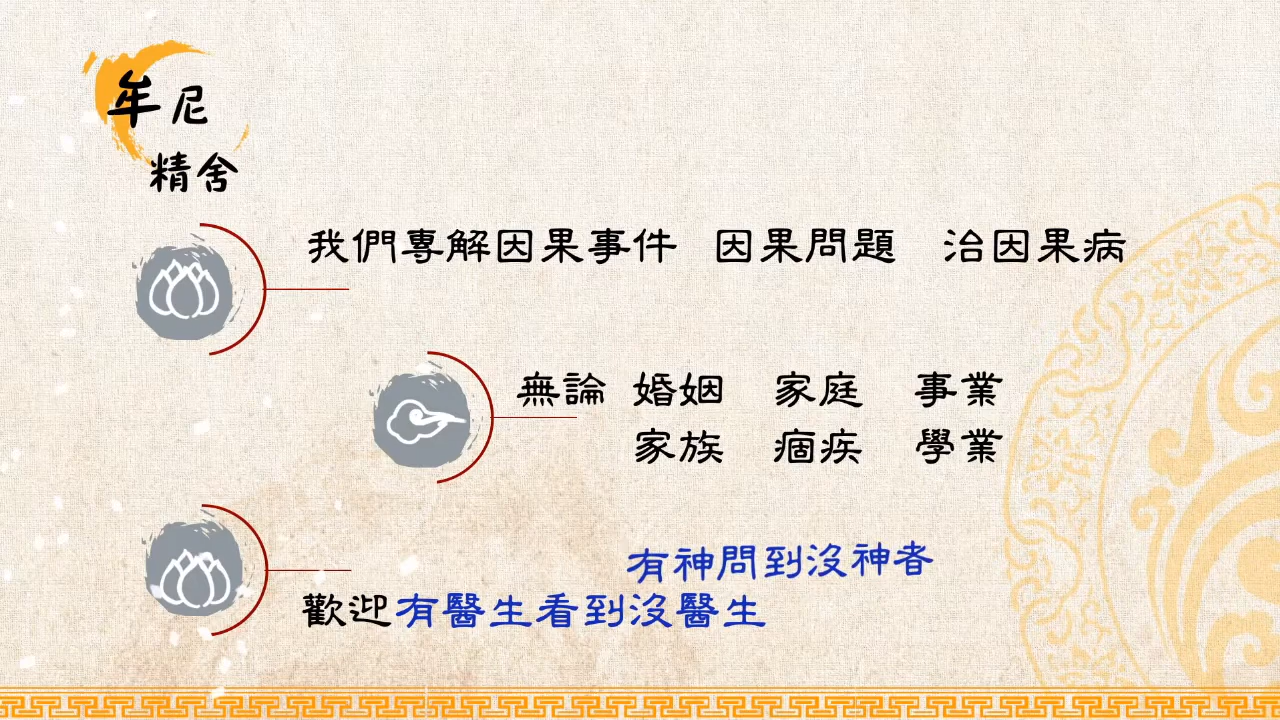 牟尼
精舍
我們專解因果事件 因果問題 治因果病
無論 婚姻 家庭 事業
家族 痼疾 學業
有神問到沒神者
歡迎有醫生看到沒醫生